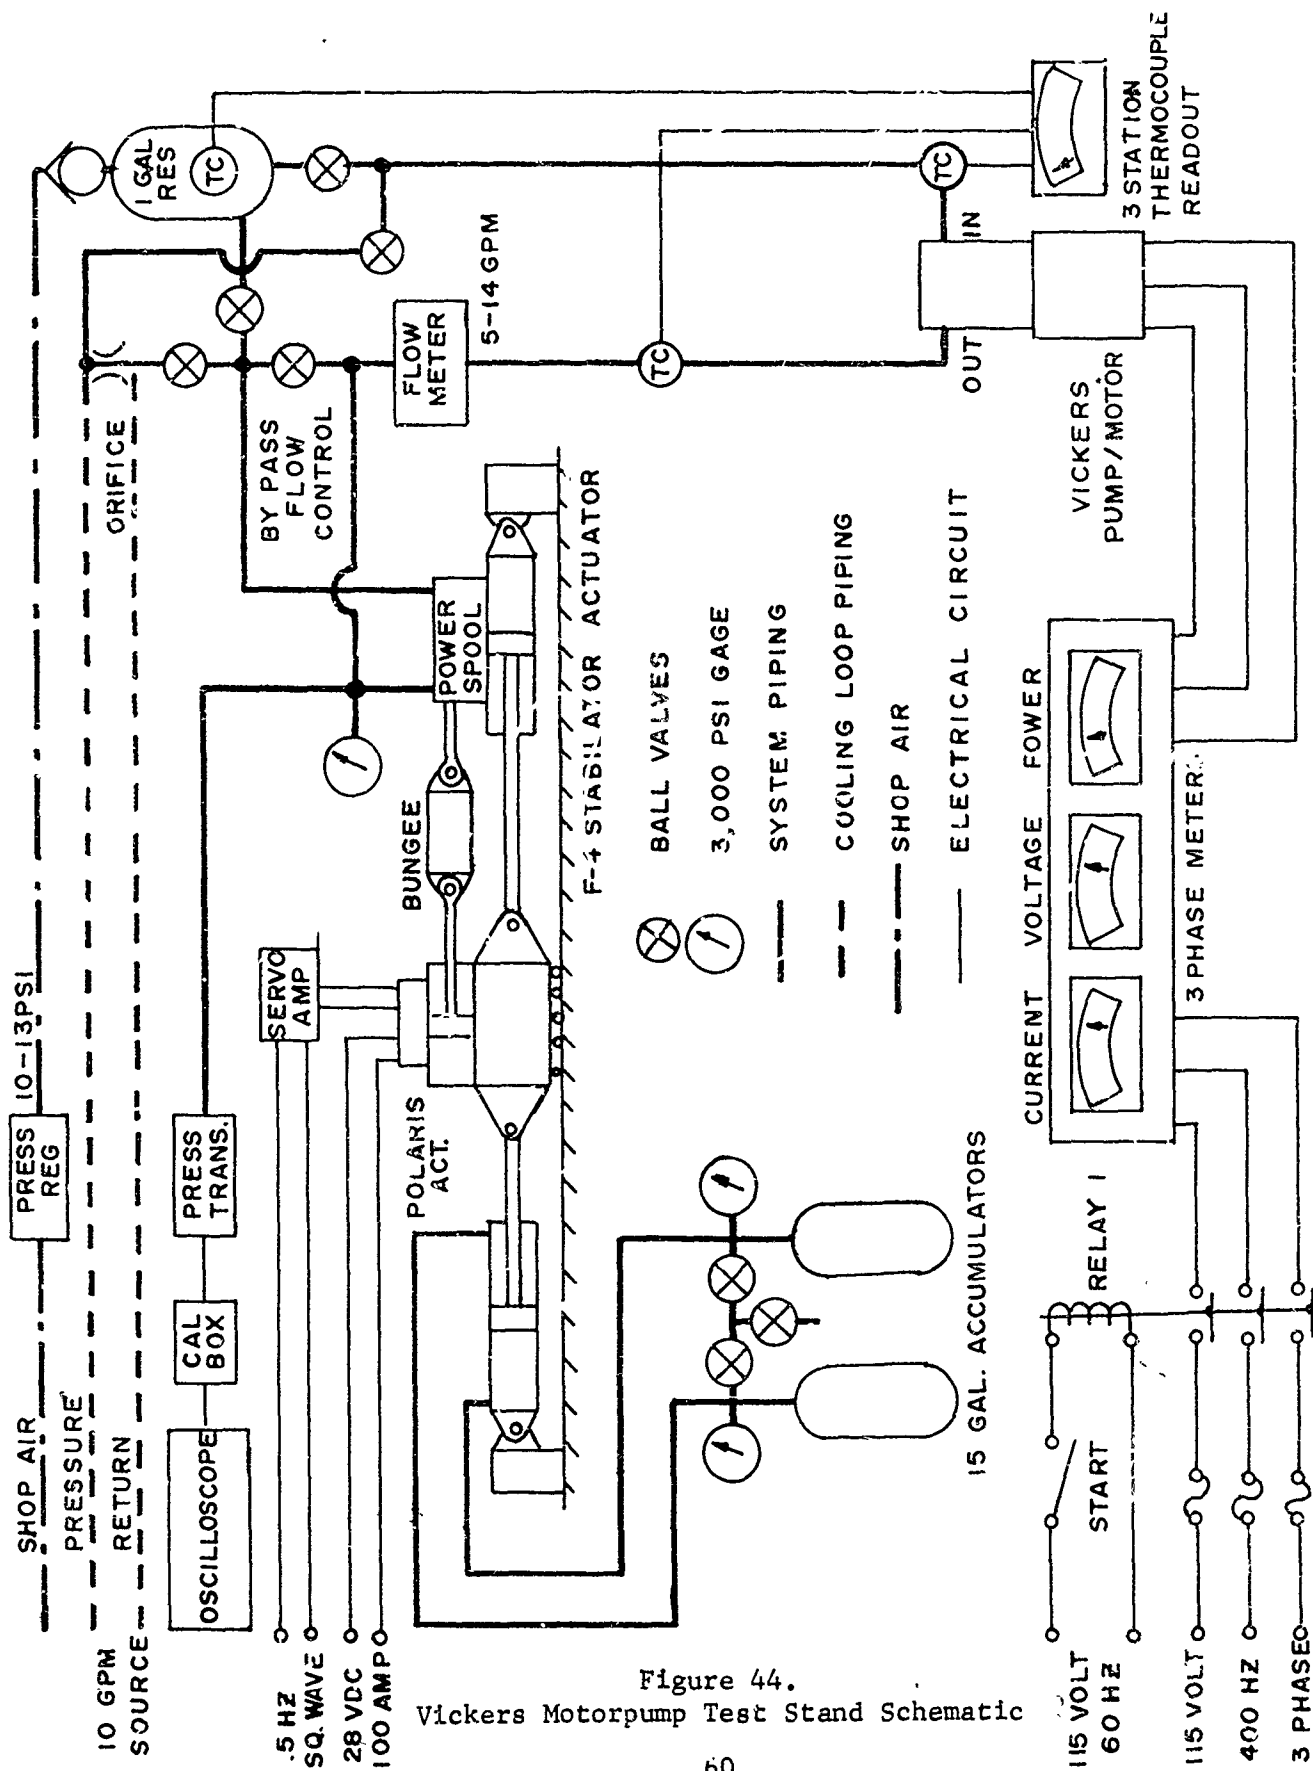 SHOP AIR
PRESS
REG
10-13PSI
1 GAL
RES
TC
PRESSURE
10 GPM
SOURCE
RETURN
ORIFICE
OSCILLOSCOPE
CAL
BOX
PRESS
TRANS.
BY PASS
FLOW
CONTROL
FLOW
METER
5-14GPM
TC
TC
3 STATION
THERMOCOUPLE
READOUT
.5 HZ
SQ. WAVE
28 VDC
100 AMP
SERVO
AMP
POLARIS
ACT.
BUNGEE
POWER
SPOOL
F-4 STABILATOR ACTUATOR
OUT
IN
VICKERS
PUMP/MOTOR
BALL VALVES
3,000 PSI GAGE
SYSTEM PIPING
COOLING LOOP PIPING
SHOP AIR
ELECTRICAL CIRCUIT
15 GAL. ACCUMULATORS
CURRENT
VOLTAGE
POWER
3 PHASE METER
115 VOLT
60 HZ
START
RELAY 1
115 VOLT
400 HZ
3 PHASE
Figure 44.
Vickers Motorpump Test Stand Schematic
60